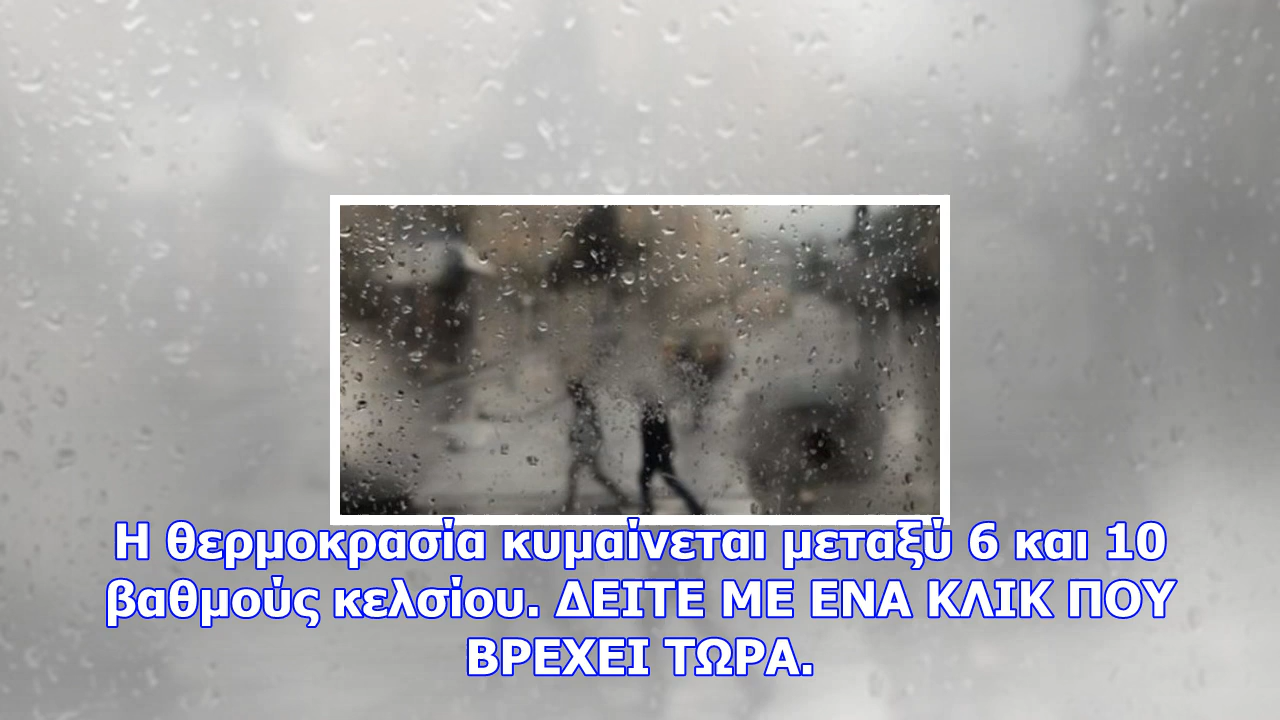 Η θερμοκρασία κυμαίνεται μεταξύ 6 και 10
βαθμούς κελσίου. ΔΕΙΤΕ ΜΕ ΕΝΑ ΚΛΙΚ ΠΟΥ
ΒΡΕΧΕΙ ΤΩΡΑ.